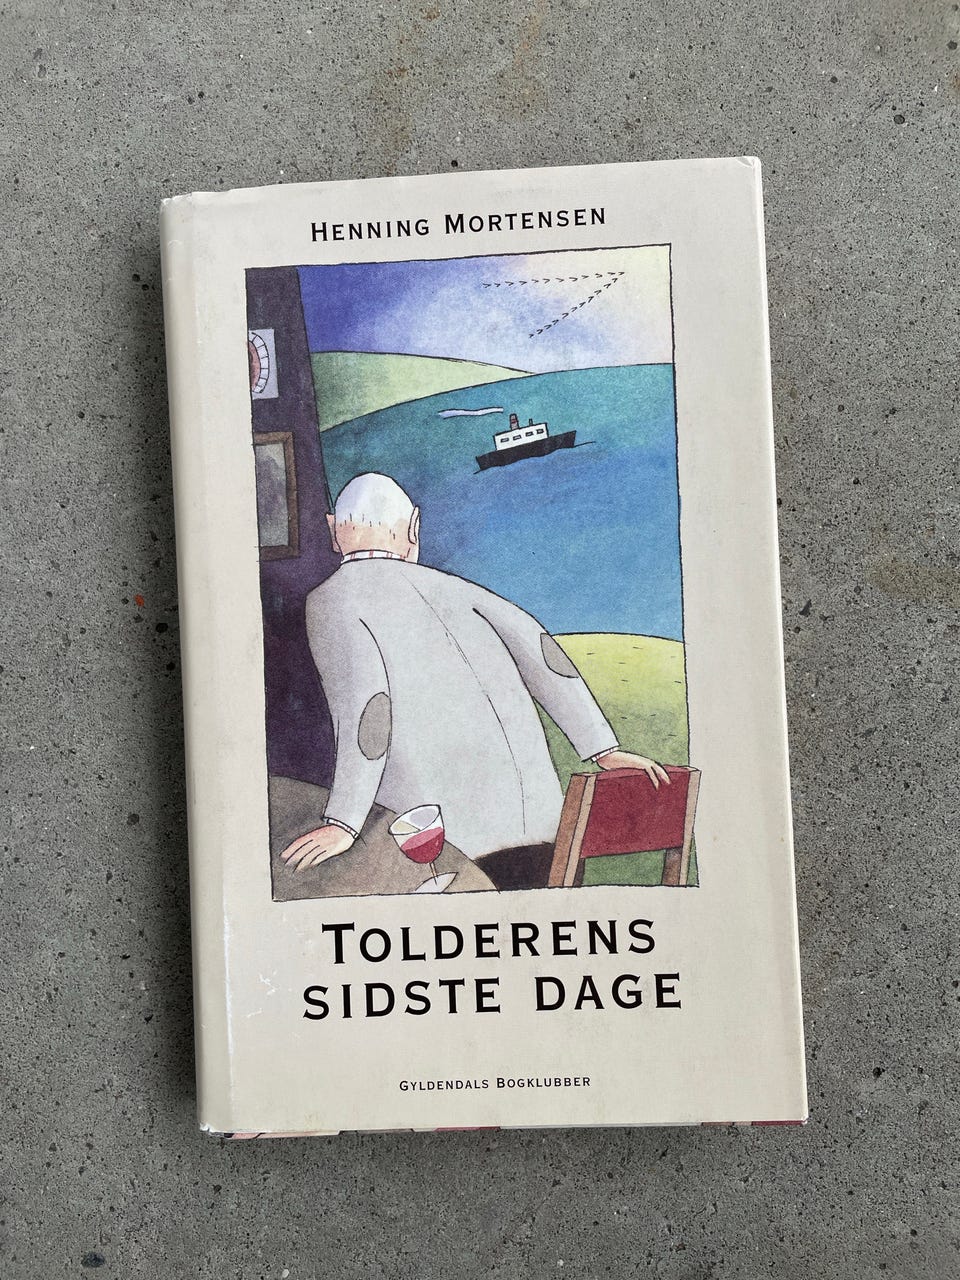 Henning Mortensen
Tolderens
sidste dage
Gyldendals Bogklubber